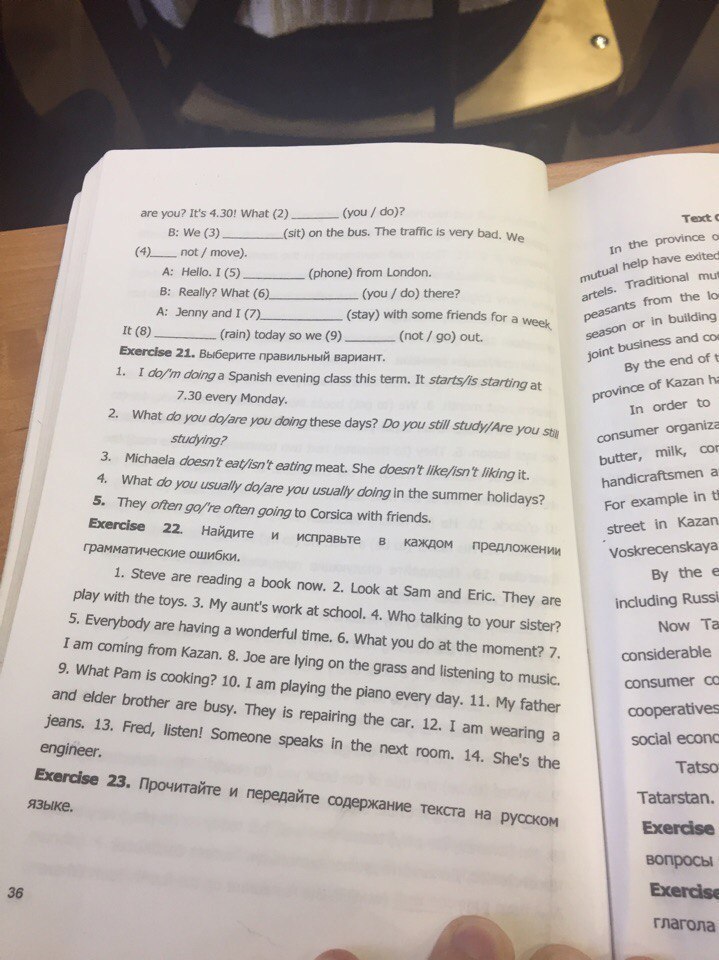 are you? It's 4.30! What (2) _______ (you / do)?
B: We (3) _________(sit) on the bus. The traffic is very bad. We
(4)____ not / move).
A: Hello. I (5) _________ (phone) from London.
B: Really? What (6)_____________ (you / do) there?
A: Jenny and I (7)____________ (stay) with some friends for a week.
It (8) ________ (rain) today so we (9) _______ (not / go) out.
Exercise 21. Выберите правильный вариант.
1. I do/'m doing a Spanish evening class this term. It starts/is starting at
7.30 every Monday.
2. What do you do/are you doing these days? Do you still study/Are you still
studying?
3. Michaela doesn't eat/isn't eating meat. She doesn't like/isn't liking it.
4. What do you usually do/are you usually doing in the summer holidays?
5. They often go/'re often going to Corsica with friends.
Exercise 22. Найдите и исправьте в каждом предложении
грамматические ошибки.
1. Steve are reading a book now. 2. Look at Sam and Eric. They are
play with the toys. 3. My aunt's work at school. 4. Who talking to your sister?
5. Everybody are having a wonderful time. 6. What you do at the moment? 7.
I am coming from Kazan. 8. Joe are lying on the grass and listening to music.
9. What Pam is cooking? 10. I am playing the piano every day. 11. My father
and elder brother are busy. They is repairing the car. 12. I am wearing a
jeans. 13. Fred, listen! Someone speaks in the next room. 14. She's the
engineer.
Exercise 23. Прочитайте и передайте содержание текста на русском
языке.
36
Text
In the province
mutual help have exited
artels. Traditional
peasants from the
season or in building
joint business and
By the end of
province of Kazan
In order to
consumer
butter, milk,
handicraftsmen
For example in
street in Kazan
Voskrecenskaya
By the
including
Now
considerable
consumer
cooperatives
social
Tatarstan.
Exercise
вопросы
Exercise
глагола